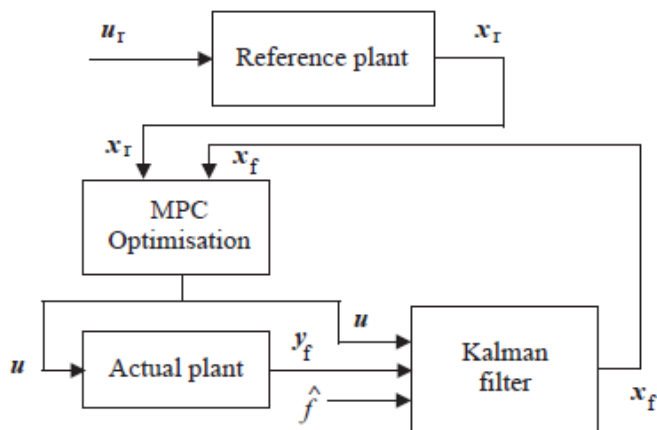 u_r
x_r
Reference plant
x_r
x_f
MPC
Optimisation
u
u
y_f
Actual plant
Kalman
filter
f̂
x_f